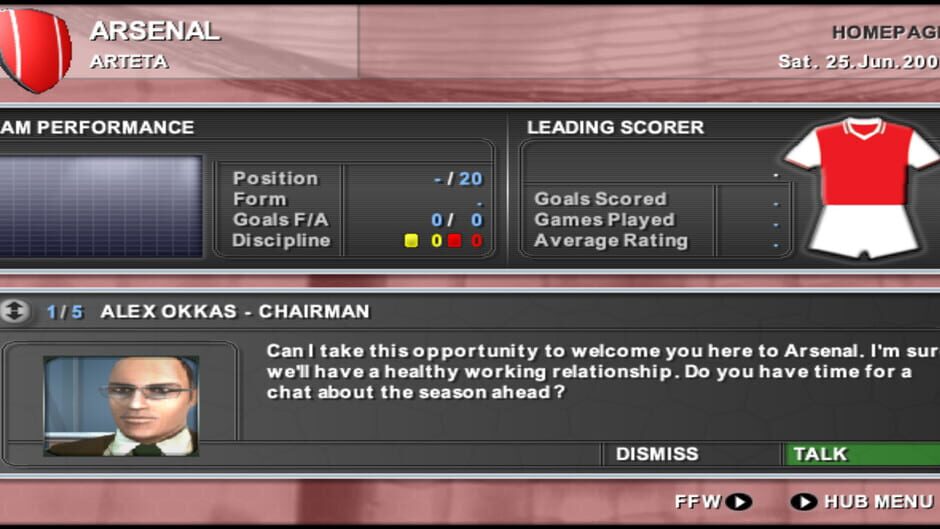 ARSENAL
HOMEPAGE
ARTETA
Sat. 25.Jun.200
AM PERFORMANCE
LEADING SCORER
Position - / 20
Form .
Goals F/A 0 / 0
Discipline 0 0
.
Goals Scored .
Games Played .
Average Rating .
1/5 ALEX OKKAS - CHAIRMAN
Can I take this opportunity to welcome you here to Arsenal. I'm sur
we'll have a healthy working relationship. Do you have time for a
chat about the season ahead?
DISMISS
TALK
FFW
HUB MENU